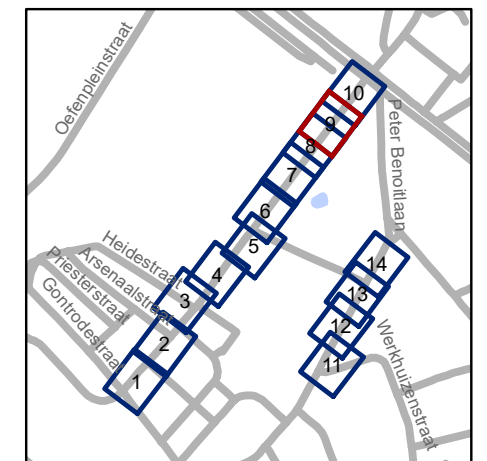 Oefenpleinstraat
10
Peter Benoitlaan
9
8
7
6
5
14
Heidestraat
4
Arsenaalstraat
Priesterstraat
13
3
Gontrodestraat
12
2
Werkhuizenstraat
11
1